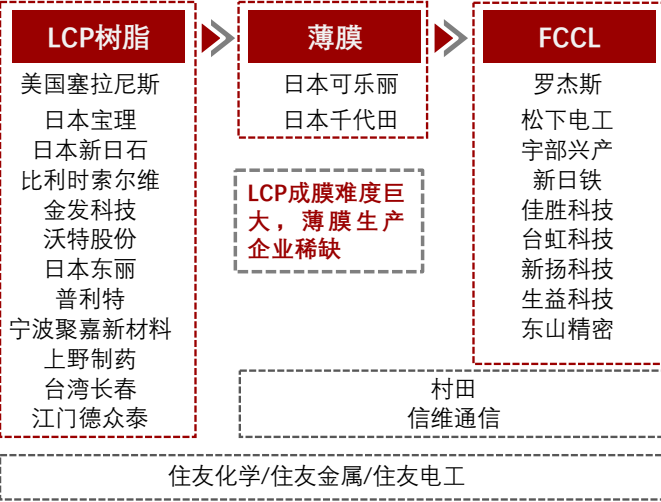 LCP树脂
美国塞拉尼斯
日本宝理
日本新日石
比利时索尔维
金发科技
沃特股份
日本东丽
普利特
宁波聚嘉新材料
上野制药
台湾长春
江门德众泰
薄膜
日本可乐丽
日本千代田
LCP成膜难度巨
大，薄膜生产
企业稀缺
FCCL
罗杰斯
松下电工
宇部兴产
新日铁
佳胜科技
台虹科技
新扬科技
生益科技
东山精密
村田
信维通信
住友化学/住友金属/住友电工